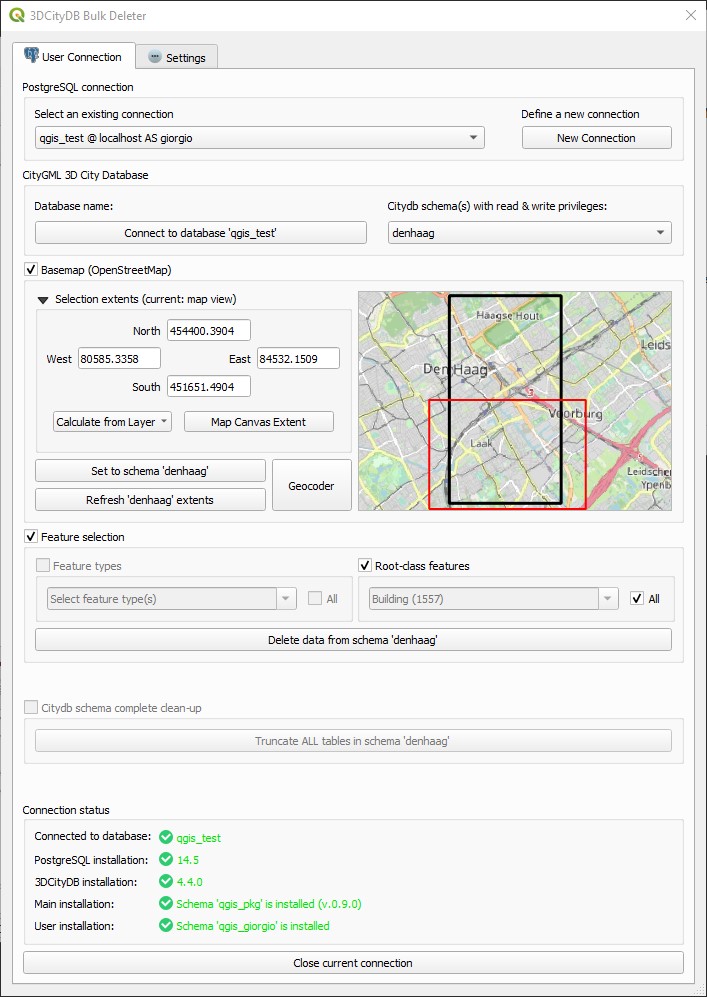 3DCityDB Bulk Deleter
User Connection
Settings
PostgreSQL connection
Select an existing connection
Define a new connection
qgis_test @ localhost AS giorgio
New Connection
CityGML 3D City Database
Database name:
Citydb schema(s) with read & write privileges:
Connect to database 'qgis_test'
denhaag
Basemap (OpenStreetMap)
Selection extents (current: map view)
North 454400.3904
West 80585.3358
East 84532.1509
South 451651.4904
Calculate from Layer
Map Canvas Extent
Set to schema 'denhaag'
Refresh 'denhaag' extents
Geocoder
Haagse Hout
Leids
Den Haag
3
Voorburg
Laak
Leidscher
Ypenb
Feature selection
Feature types
Root-class features
Select feature type(s)
All
Building (1557)
All
Delete data from schema 'denhaag'
Citydb schema complete clean-up
Truncate ALL tables in schema 'denhaag'
Connection status
Connected to database: qgis_test
PostgreSQL installation: 14.5
3DCityDB installation: 4.4.0
Main installation: Schema 'qgis_pkg' is installed (v.0.9.0)
User installation: Schema 'qgis_giorgio' is installed
Close current connection